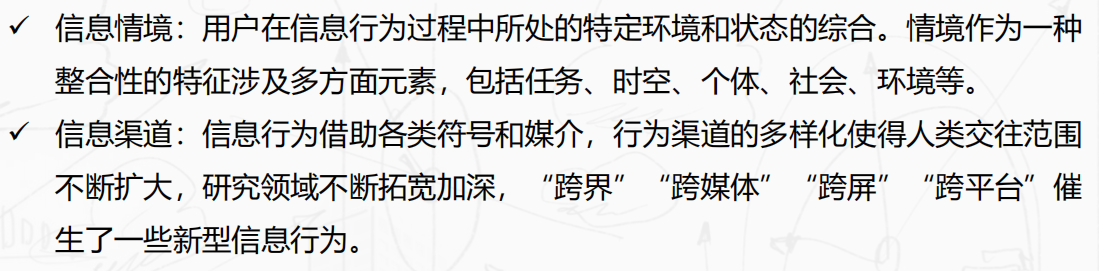 ✓ 信息情境：用户在信息行为过程中所处的特定环境和状态的综合。情境作为一种
整合性的特征涉及多方面元素，包括任务、时空、个体、社会、环境等。
✓ 信息渠道：信息行为借助各类符号和媒介，行为渠道的多样化使得人类交往范围
不断扩大，研究领域不断拓宽加深，“跨界”“跨媒体”“跨屏”“跨平台”催
生了一些新型信息行为。